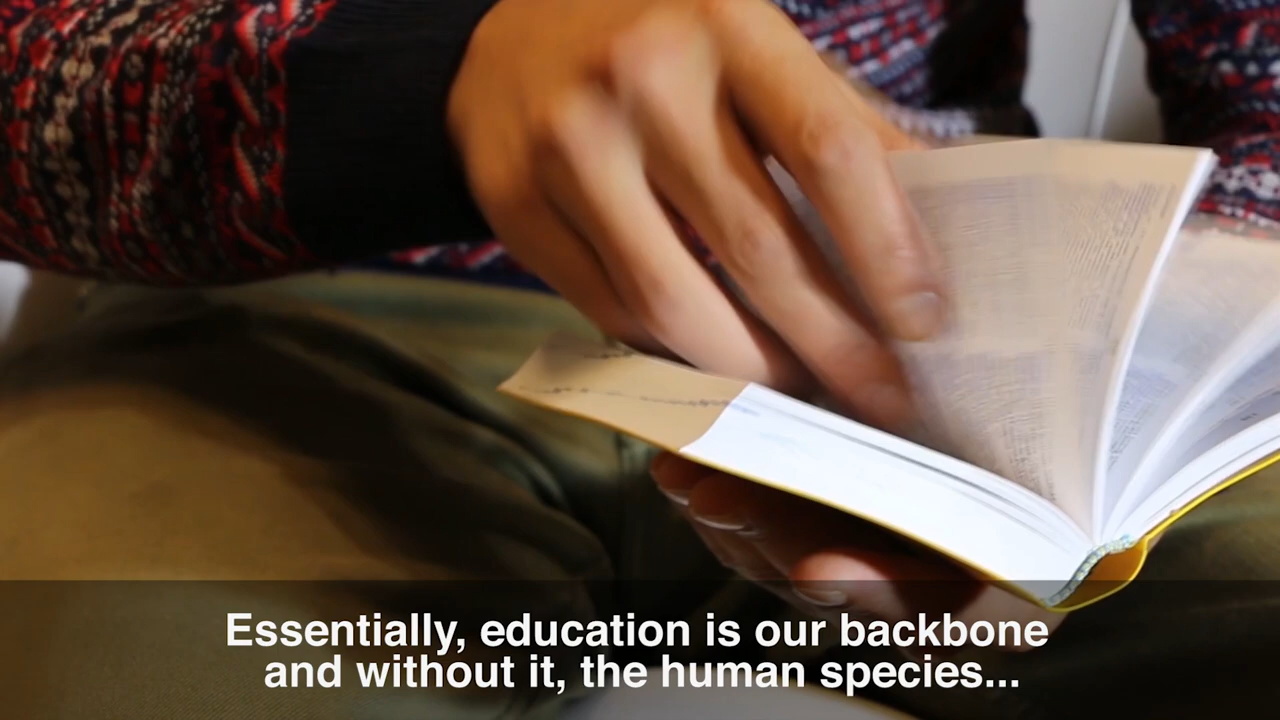 Essentially, education is our backbone
and without it, the human species...